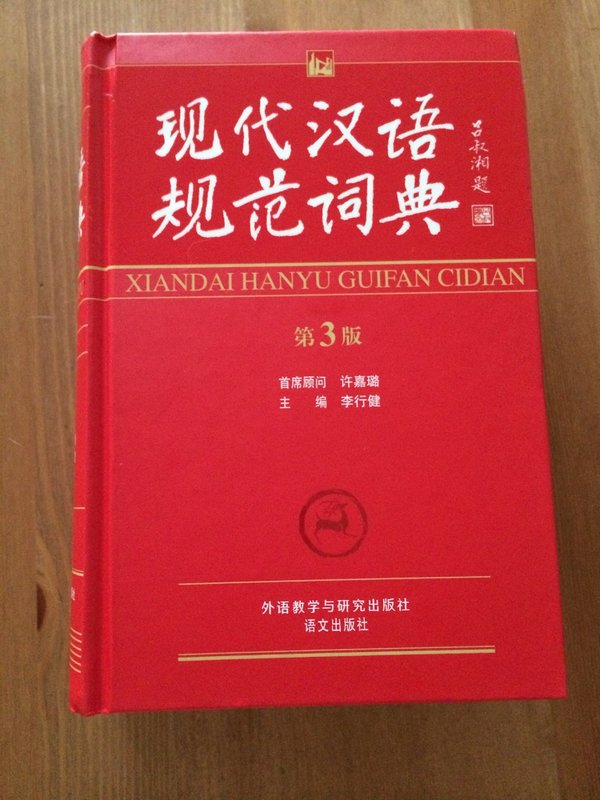 现代汉语
规范词典
吕叔湘题
XIANDAI HANYU GUIFAN CIDIAN
第3版
首席顾问 许嘉璐
主 编 李行健
外语教学与研究出版社
语文出版社